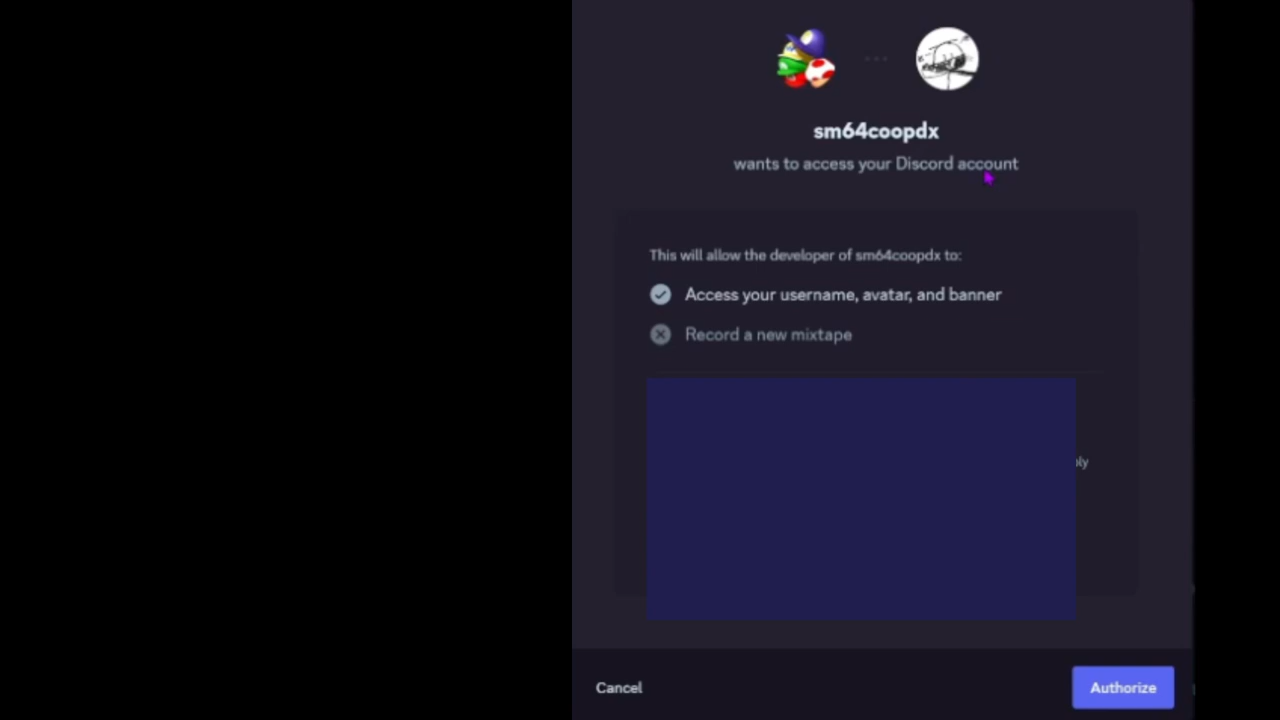 sm64coopdx
wants to access your Discord account
This will allow the developer of sm64coopdx to:
Access your username, avatar, and banner
Record a new mixtape
Cancel
Authorize